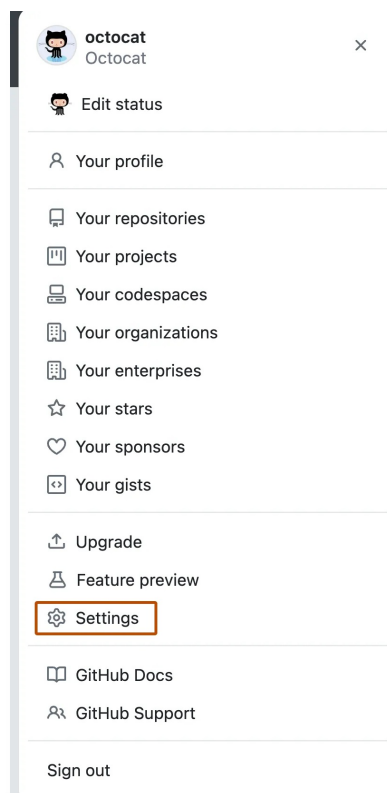 octocat
Octocat
Edit status
Your profile
Your repositories
Your projects
Your codespaces
Your organizations
Your enterprises
Your stars
Your sponsors
Your gists
Upgrade
Feature preview
Settings
GitHub Docs
GitHub Support
Sign out